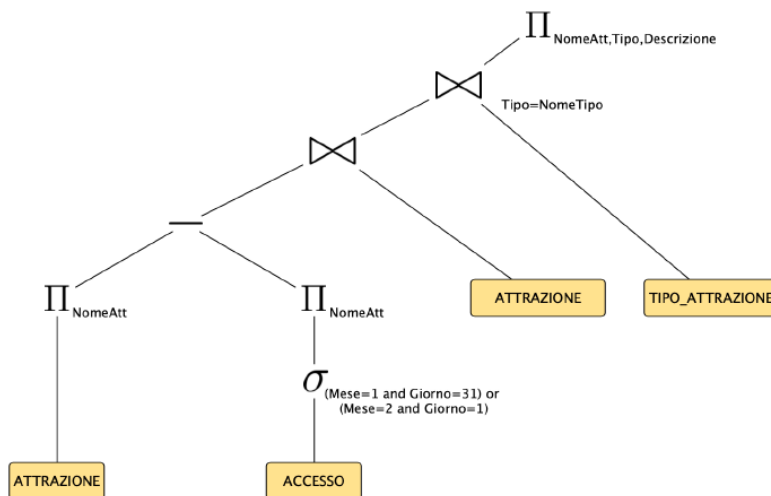 Π NomeAtt,Tipo,Descrizione
Tipo=NomeTipo
—
Π NomeAtt
Π NomeAtt
ATTRAZIONE
TIPO_ATTRAZIONE
σ (Mese=1 and Giorno=31) or
(Mese=2 and Giorno=1)
ATTRAZIONE
ACCESSO